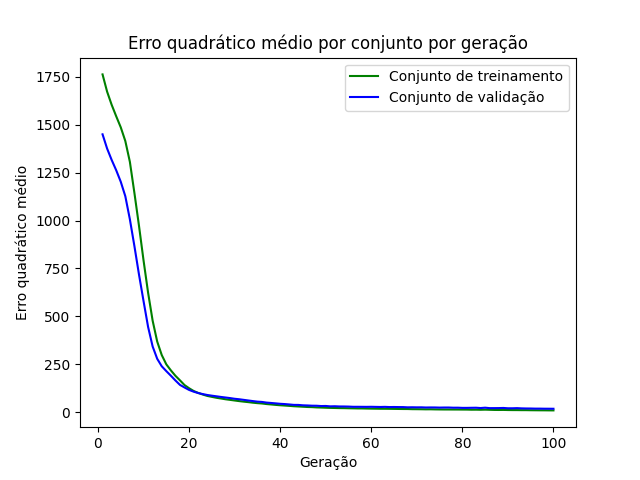 Erro quadrático médio por conjunto por geração
Conjunto de treinamento
Conjunto de validação
1750
1500
1250
1000
750
500
250
0
Erro quadrático médio
0 20 40 60 80 100
Geração